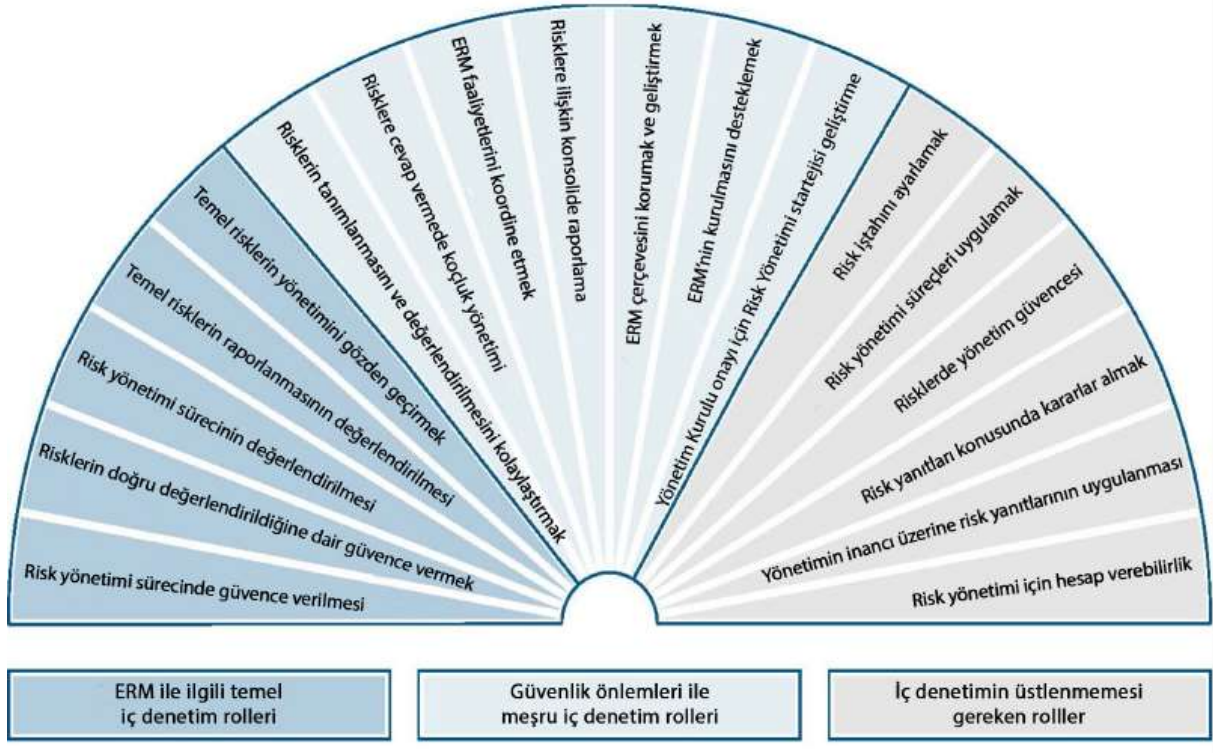 Risk yönetimi sürecinde güvence verilmesi
Risklerin doğru değerlendirildiğine dair güvence vermek
Risk yönetimi sürecinin değerlendirilmesi
Temel risklerin raporlanmasının değerlendirilmesi
Temel risklerin yönetimini gözden geçirmek
Risklerin tanımlanmasını ve değerlendirilmesini kolaylaştırmak
Risklere cevap vermede koçluk yönetimi
ERM faaliyetlerini koordine etmek
Risklere ilişkin konsolide raporlama
ERM çerçevesini korumak ve geliştirmek
ERM'nin kurulmasını desteklemek
Yönetim Kurulu onayı için Risk Yönetimi startejisi geliştirme
Risk iştahını ayarlamak
Risk yönetimi süreçleri uygulamak
Risklerde yönetim güvencesi
Risk yanıtları konusunda kararlar almak
Yönetimin inancı üzerine risk yanıtlarının uygulanması
Risk yönetimi için hesap verebilirlik
ERM ile ilgili temel
iç denetim rolleri
Güvenlik önlemleri ile
meşru iç denetim rolleri
İç denetimin üstlenmemesi
gereken rolller